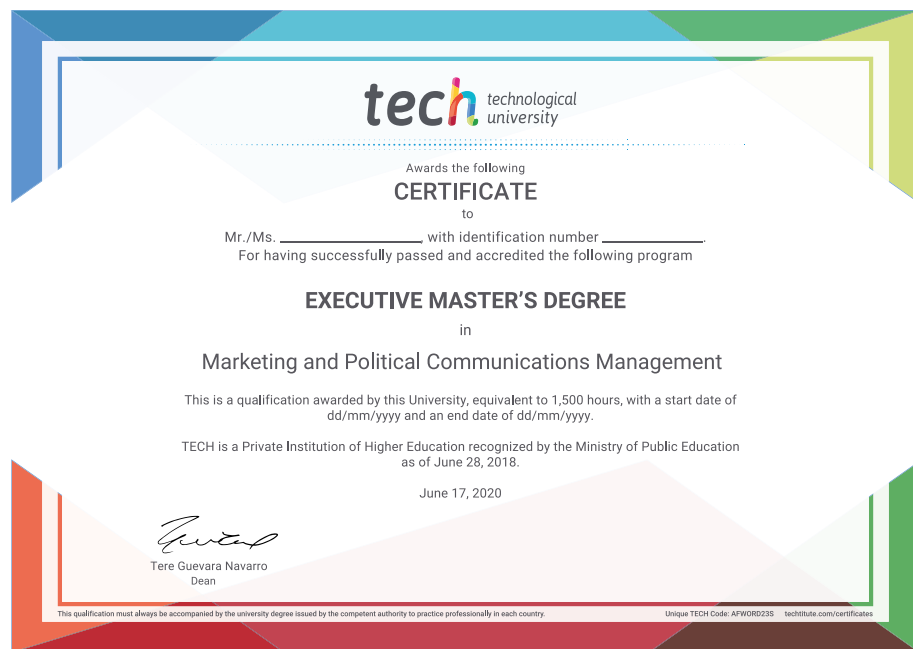 tech technological
university
Awards the following
CERTIFICATE
to
Mr./Ms. ____________________, with identification number ______________.
For having successfully passed and accredited the following program
EXECUTIVE MASTER'S DEGREE
in
Marketing and Political Communications Management
This is a qualification awarded by this University, equivalent to 1,500 hours, with a start date of
dd/mm/yyyy and an end date of dd/mm/yyyy.
TECH is a Private Institution of Higher Education recognized by the Ministry of Public Education
as of June 28, 2018.
June 17, 2020
Tere Guevara Navarro
Dean
This qualification must always be accompanied by the university degree issued by the competent authority to practice professionally in each country. Unique TECH Code: AFWORD23S techtitute.com/certificates